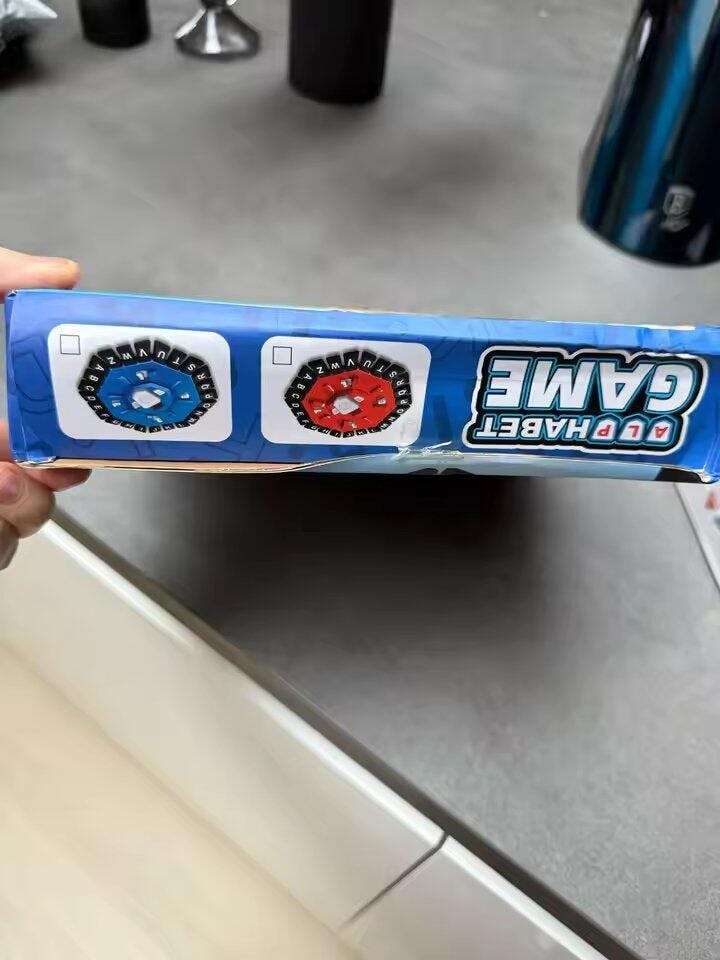 ALPHABET
GAME
A B C D E F
N O P Q R S T U V W Z
A B C D E F
N O P Q R S T U V W Z
B